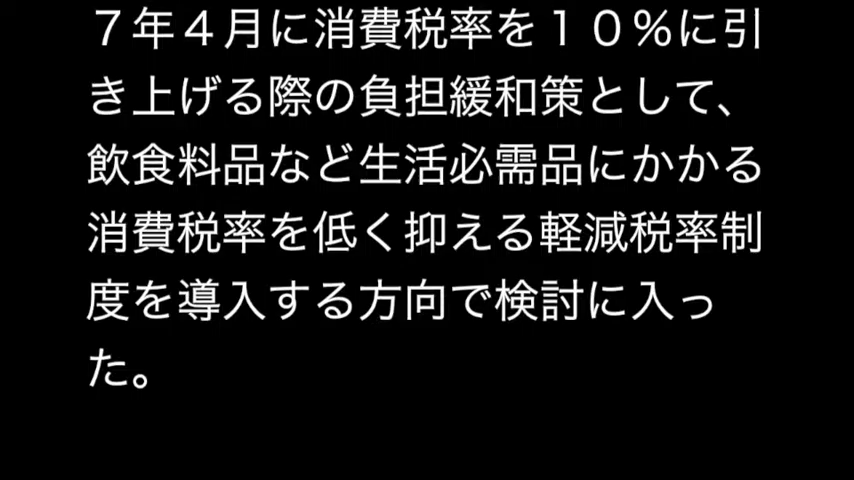 ７年４月に消費税率を１０％に引
き上げる際の負担緩和策として、
飲食料品など生活必需品にかかる
消費税率を低く抑える軽減税率制
度を導入する方向で検討に入っ
た。